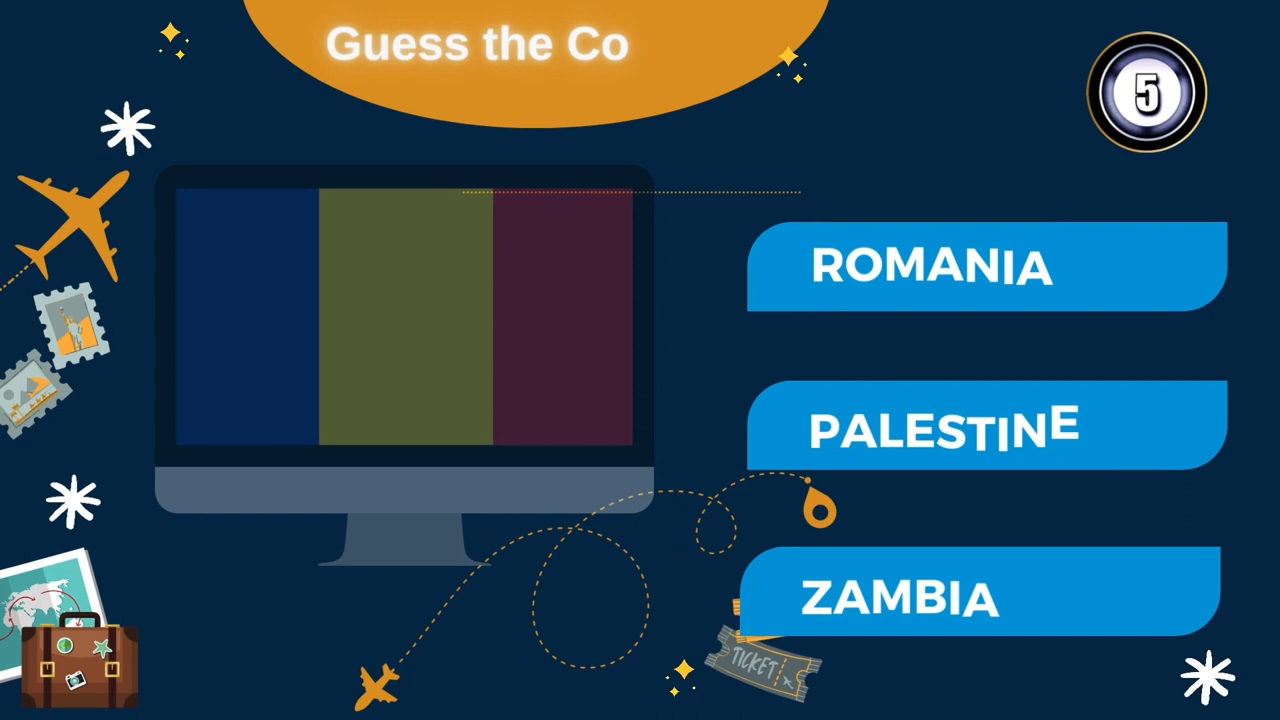 Guess the Co
5
ROMANIA
PALESTINE
ZAMBIA
TICKET